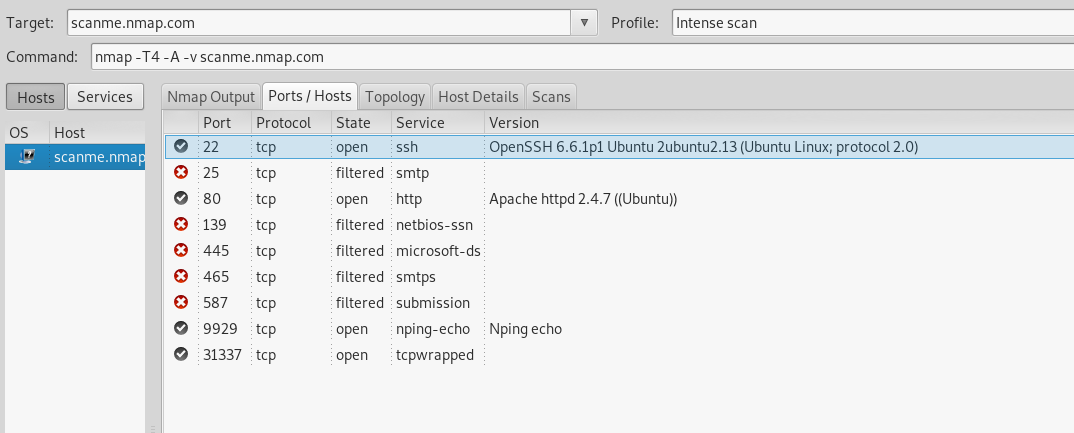 Target: scanme.nmap.com Profile: Intense scan
Command: nmap -T4 -A -v scanme.nmap.com
Hosts Services Nmap Output Ports / Hosts Topology Host Details Scans
OS Host Port Protocol State Service Version
scanme.nmap 22 tcp open ssh OpenSSH 6.6.1p1 Ubuntu 2ubuntu2.13 (Ubuntu Linux; protocol 2.0)
25 tcp filtered smtp
80 tcp open http Apache httpd 2.4.7 ((Ubuntu))
139 tcp filtered netbios-ssn
445 tcp filtered microsoft-ds
465 tcp filtered smtps
587 tcp filtered submission
9929 tcp open nping-echo Nping echo
31337 tcp open tcpwrapped